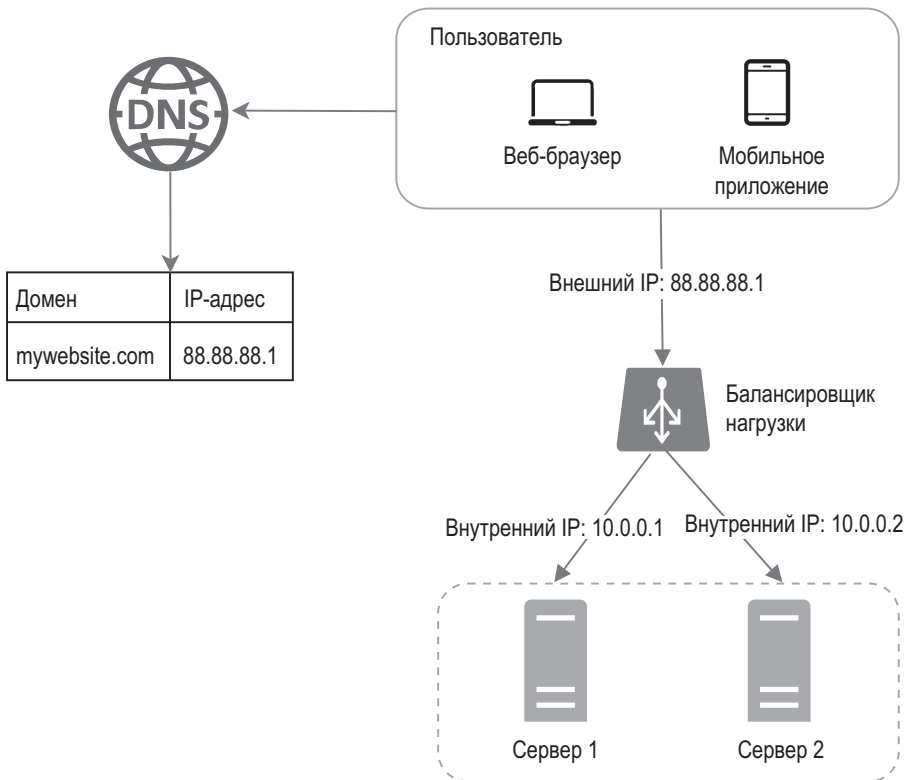 Пользователь
DNS
Веб-браузер
Мобильное
приложение
Домен
IP-адрес
mywebsite.com
88.88.88.1
Внешний IP: 88.88.88.1
Балансировщик
нагрузки
Внутренний IP: 10.0.0.1
Внутренний IP: 10.0.0.2
Сервер 1
Сервер 2